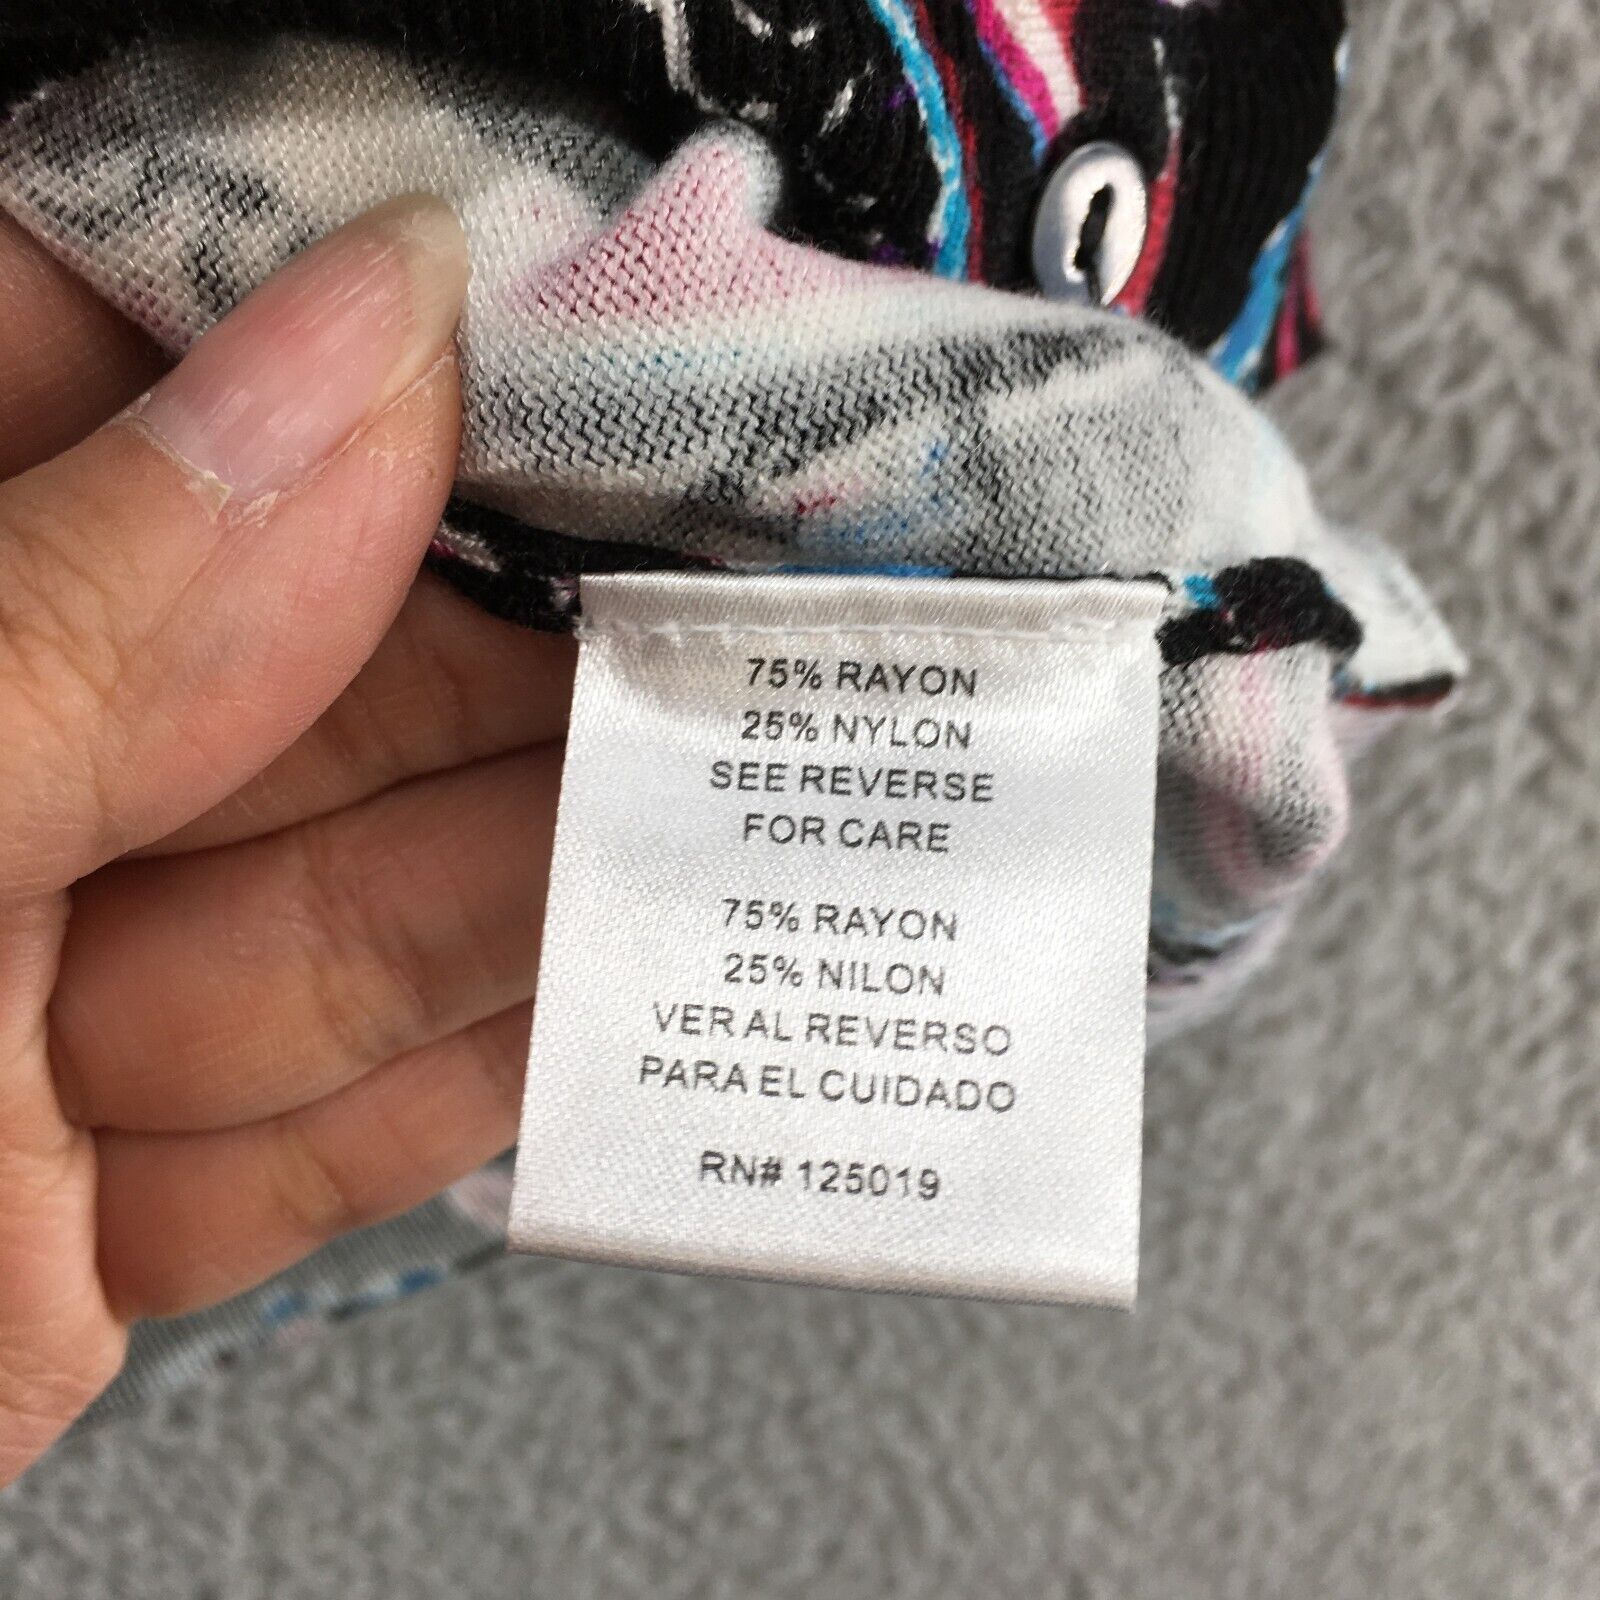 75% RAYON
25% NYLON
SEE REVERSE
FOR CARE
75% RAYON
25% NILON
VER AL REVERSO
PARA EL CUIDADO
RN# 125019